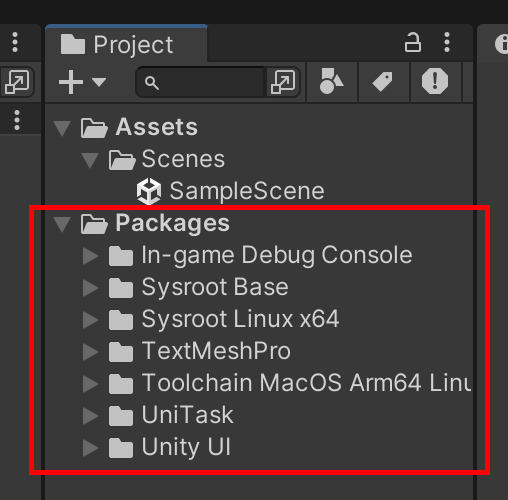 Project
Assets
Scenes
SampleScene
Packages
In-game Debug Console
Sysroot Base
Sysroot Linux x64
TextMeshPro
Toolchain MacOS Arm64 Linu
UniTask
Unity UI